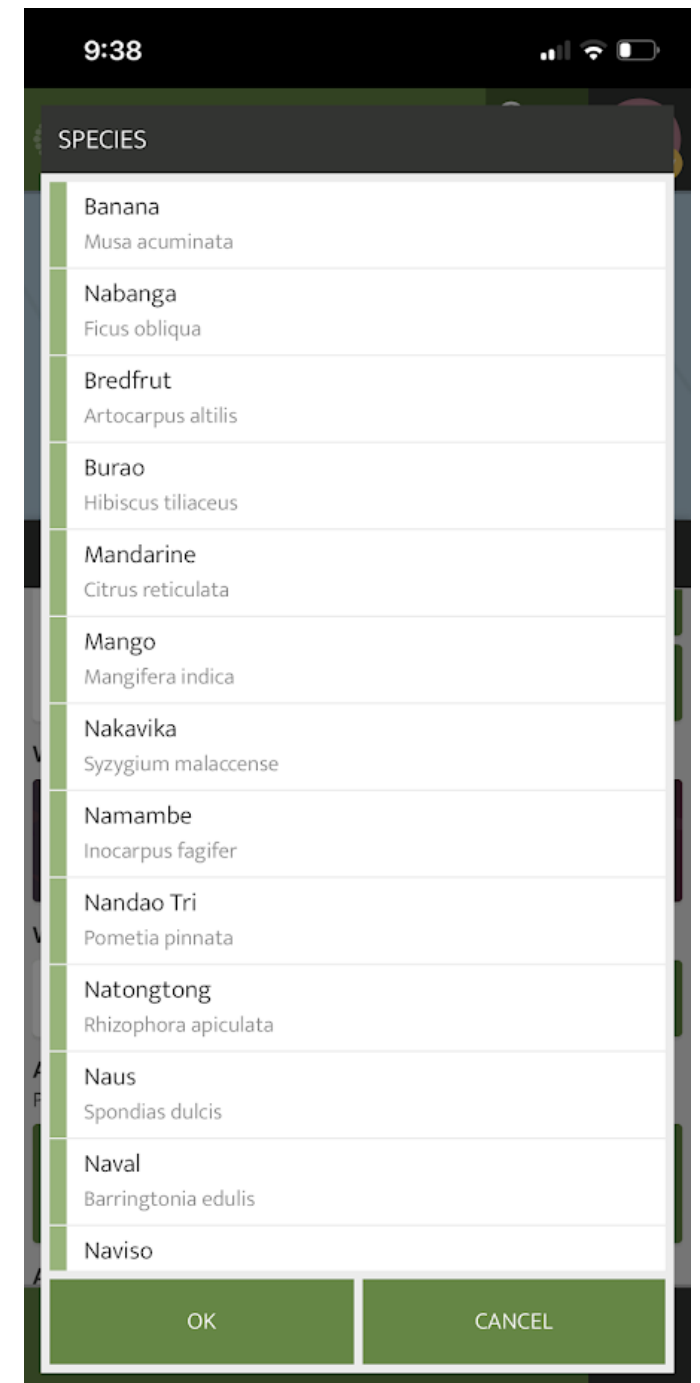 9:38
SPECIES
Banana
Musa acuminata
Nabanga
Ficus obliqua
Bredfrut
Artocarpus altilis
Burao
Hibiscus tiliaceus
Mandarine
Citrus reticulata
Mango
Mangifera indica
Nakavika
Syzygium malaccense
Namambe
Inocarpus fagifer
Nandao Tri
Pometia pinnata
Natongtong
Rhizophora apiculata
Naus
Spondias dulcis
Naval
Barringtonia edulis
Naviso
OK
CANCEL